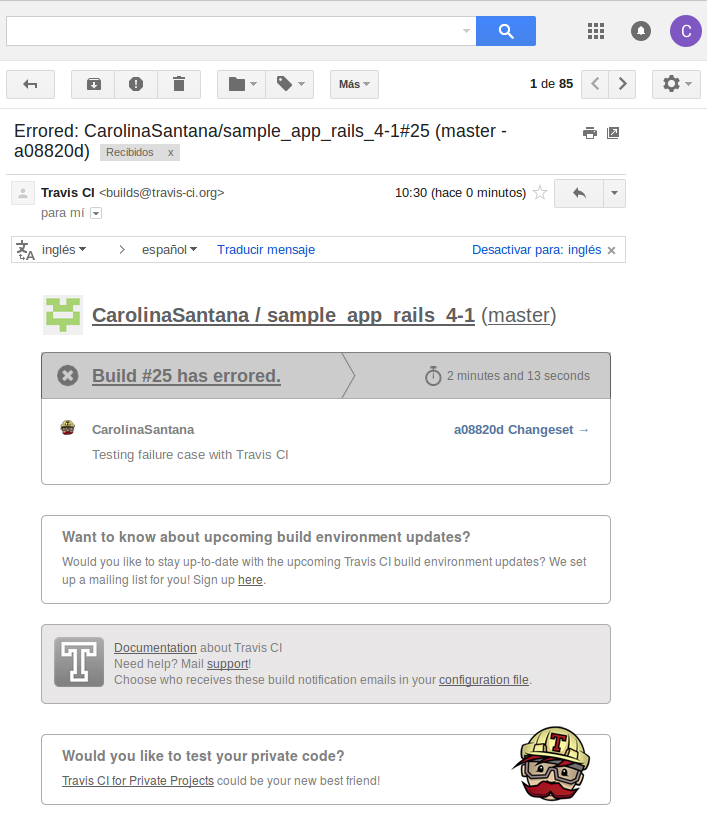 C
Más
1 de 85
Errored: CarolinaSantana/sample_app_rails_4-1#25 (master -
a08820d) Recibidos x
Travis CI <builds@travis-ci.org> 10:30 (hace 0 minutos)
para mí
inglés español Traducir mensaje Desactivar para: inglés ×
CarolinaSantana / sample_app_rails_4-1 (master)
Build #25 has errored. 2 minutes and 13 seconds
CarolinaSantana a08820d Changeset →
Testing failure case with Travis CI
Want to know about upcoming build environment updates?
Would you like to stay up-to-date with the upcoming Travis CI build environment updates? We set
up a mailing list for you! Sign up here.
T
Documentation about Travis CI
Need help? Mail support!
Choose who receives these build notification emails in your configuration file.
Would you like to test your private code?
Travis CI for Private Projects could be your new best friend!
T